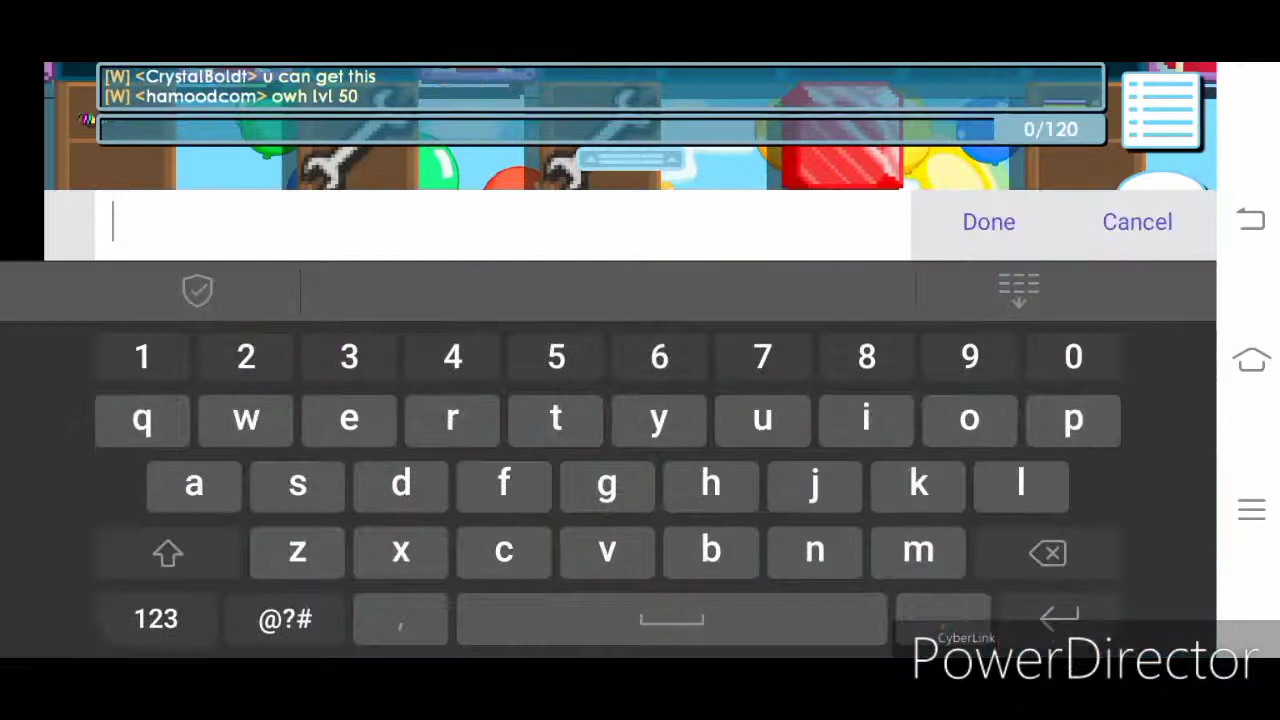 [W] <CrystalBoldt> u can get this
[W] <hamoodcom> owh lvl 50
0/120
Done Cancel
1 2 3 4 5 6 7 8 9 0
q w e r t y u i o p
a s d f g h j k l
z x c v b n m
123 @?# , .
CyberLink
PowerDirector